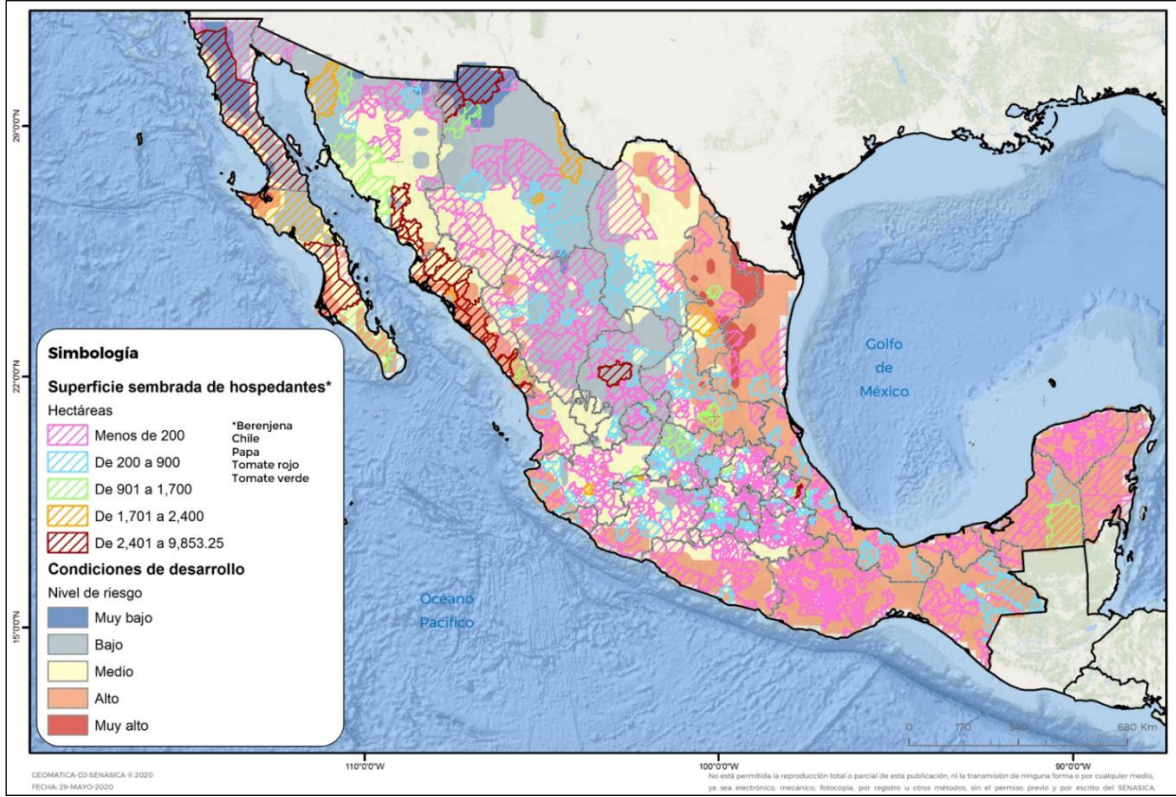 29°0'0"N
22°0'0"N
15°0'0"N
Golfo
de
México
Océano
Pacífico
Simbología
Superficie sembrada de hospedantes*
Hectáreas
Menos de 200
De 200 a 900
De 901 a 1,700
De 1,701 a 2,400
De 2,401 a 9,853.25
*Berenjena
Chile
Papa
Tomate rojo
Tomate verde
Condiciones de desarrollo
Nivel de riesgo
Muy bajo
Bajo
Medio
Alto
Muy alto
0 170 340 680 Km
110°0'0"W 100°0'0"W 90°0'0"W
GEOMATICA-DJ-SENASICA © 2020
FECHA: 29-MAYO-2020
No está permitida la reproducción total o parcial de esta publicación, ni la transmisión de ninguna forma o por cualquier medio,
ya sea electrónico, mecánico, fotocopia, por registro u otros métodos, sin el permiso previo y por escrito del SENASICA.